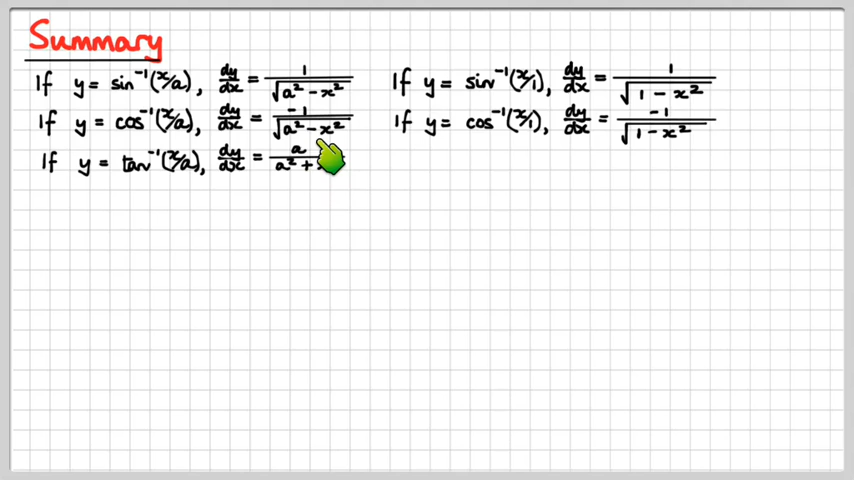 Summary
If y = sin⁻¹(x/a), dy/dx = 1/√(a² – x²)
If y = cos⁻¹(x/a), dy/dx = –1/√(a² – x²)
If y = tan⁻¹(x/a), dy/dx = a/(a² +
If y = sin⁻¹(x/1), dy/dx = 1/√(1 – x²)
If y = cos⁻¹(x/1), dy/dx = –1/√(1 – x²)